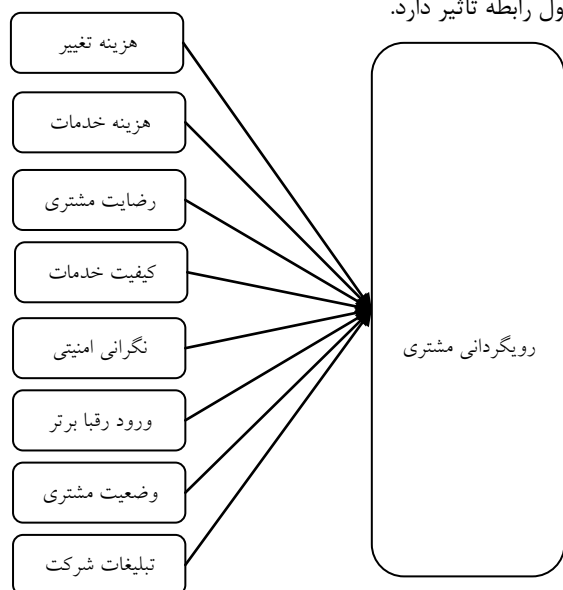 ول رابطه تاثیر دارد.
هزینه تغییر
هزینه خدمات
رضایت مشتری
کیفیت خدمات
نگرانی امنیتی
ورود رقبا برتر
وضعیت مشتری
تبلیغات شرکت
رویگردانی مشتری